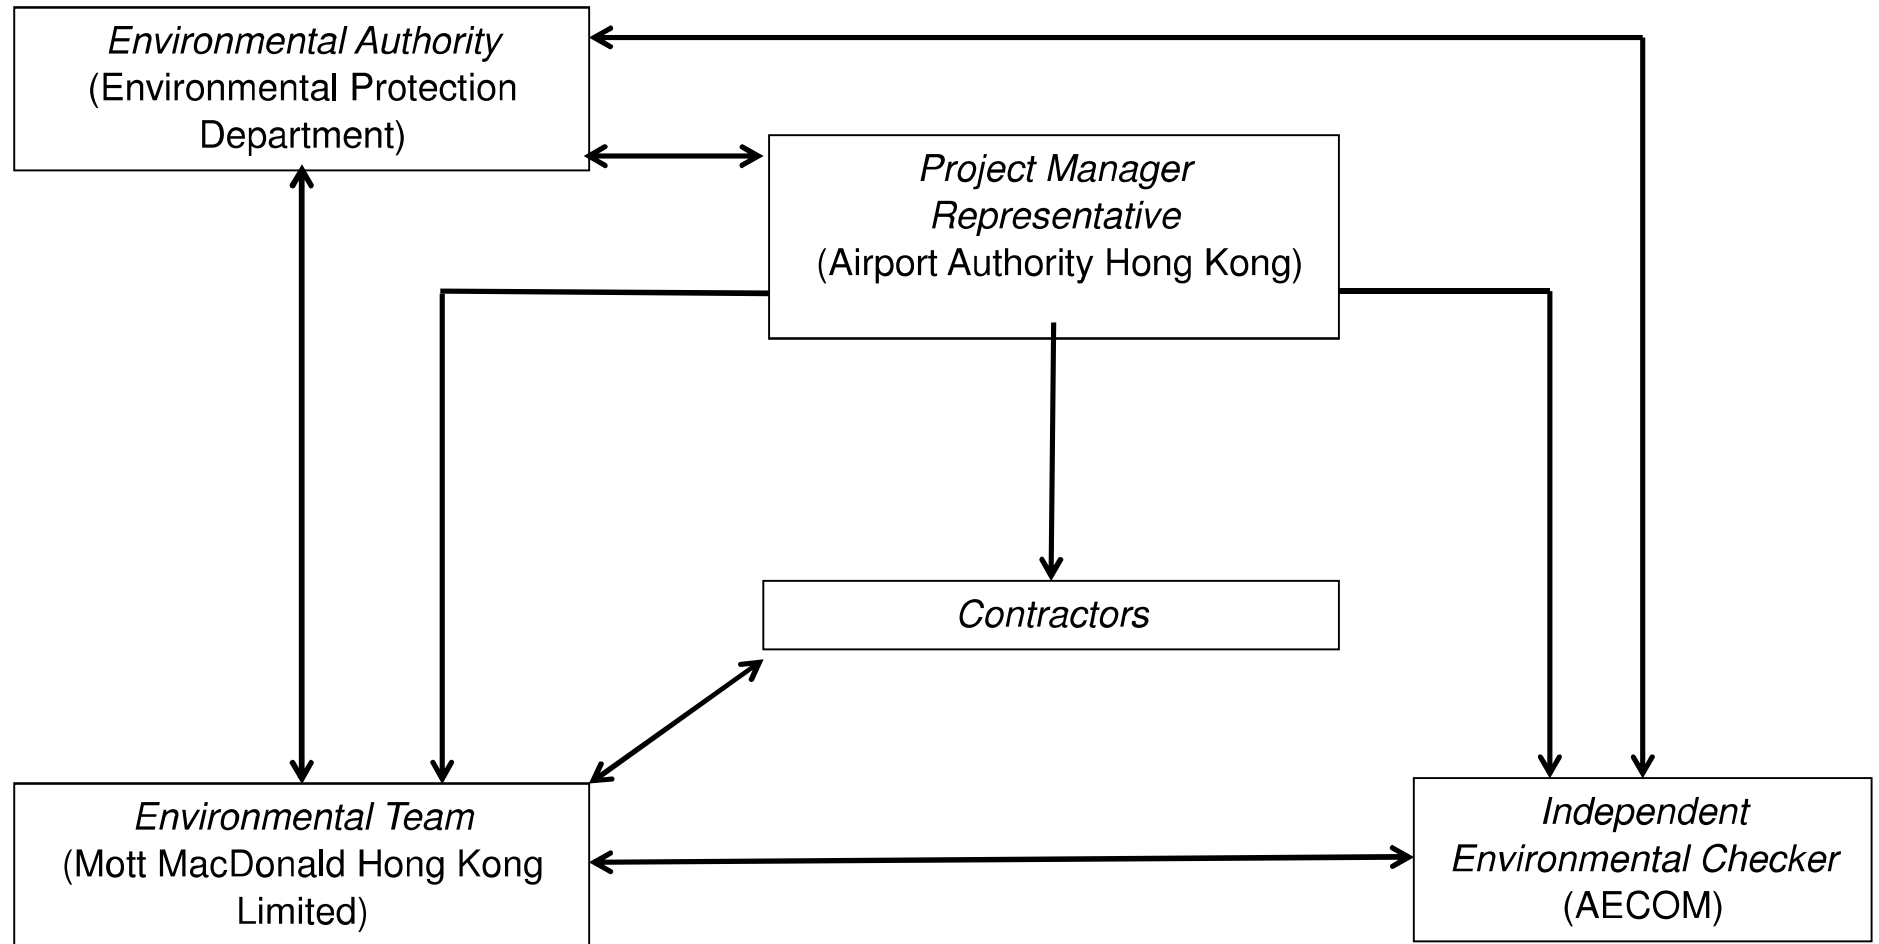 Environmental Authority
(Environmental Protection
Department)
Project Manager
Representative
(Airport Authority Hong Kong)
Contractors
Environmental Team
(Mott MacDonald Hong Kong
Limited)
Independent
Environmental Checker
(AECOM)